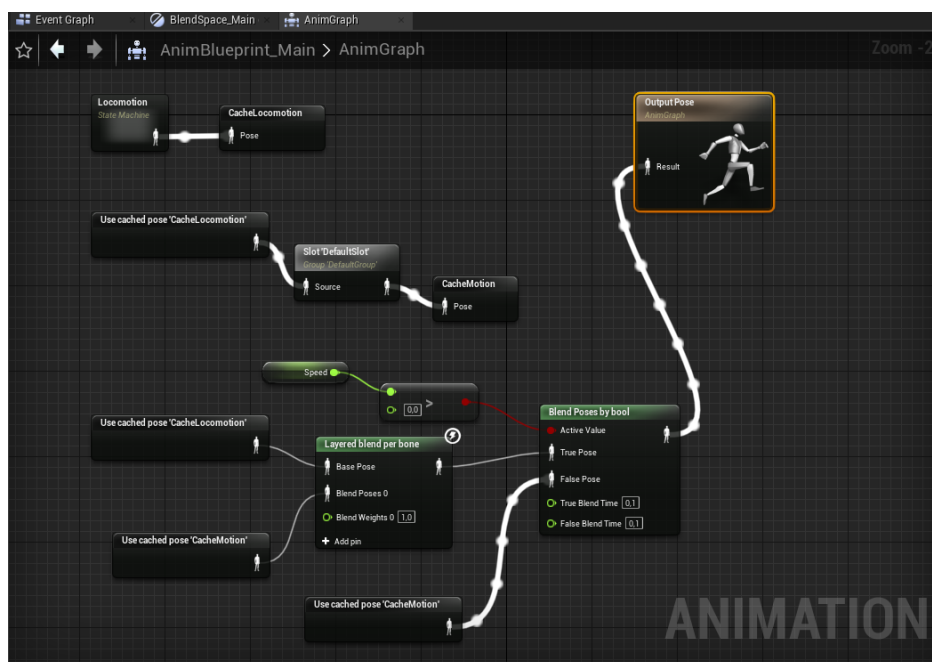 Event Graph
BlendSpace_Main
AnimGraph
AnimBlueprint_Main > AnimGraph
Zoom -2
Locomotion
State Machine
CacheLocomotion
Pose
Output Pose
AnimGraph
Result
Use cached pose 'CacheLocomotion'
Slot 'DefaultSlot'
Group 'DefaultGroup'
Source
CacheMotion
Pose
Speed
0,0
>
Use cached pose 'CacheLocomotion'
Layered blend per bone
Base Pose
Blend Poses 0
Blend Weights 0 1,0
+ Add pin
Blend Poses by bool
Active Value
True Pose
False Pose
True Blend Time 0,1
False Blend Time 0,1
Use cached pose 'CacheMotion'
Use cached pose 'CacheMotion'
ANIMATION